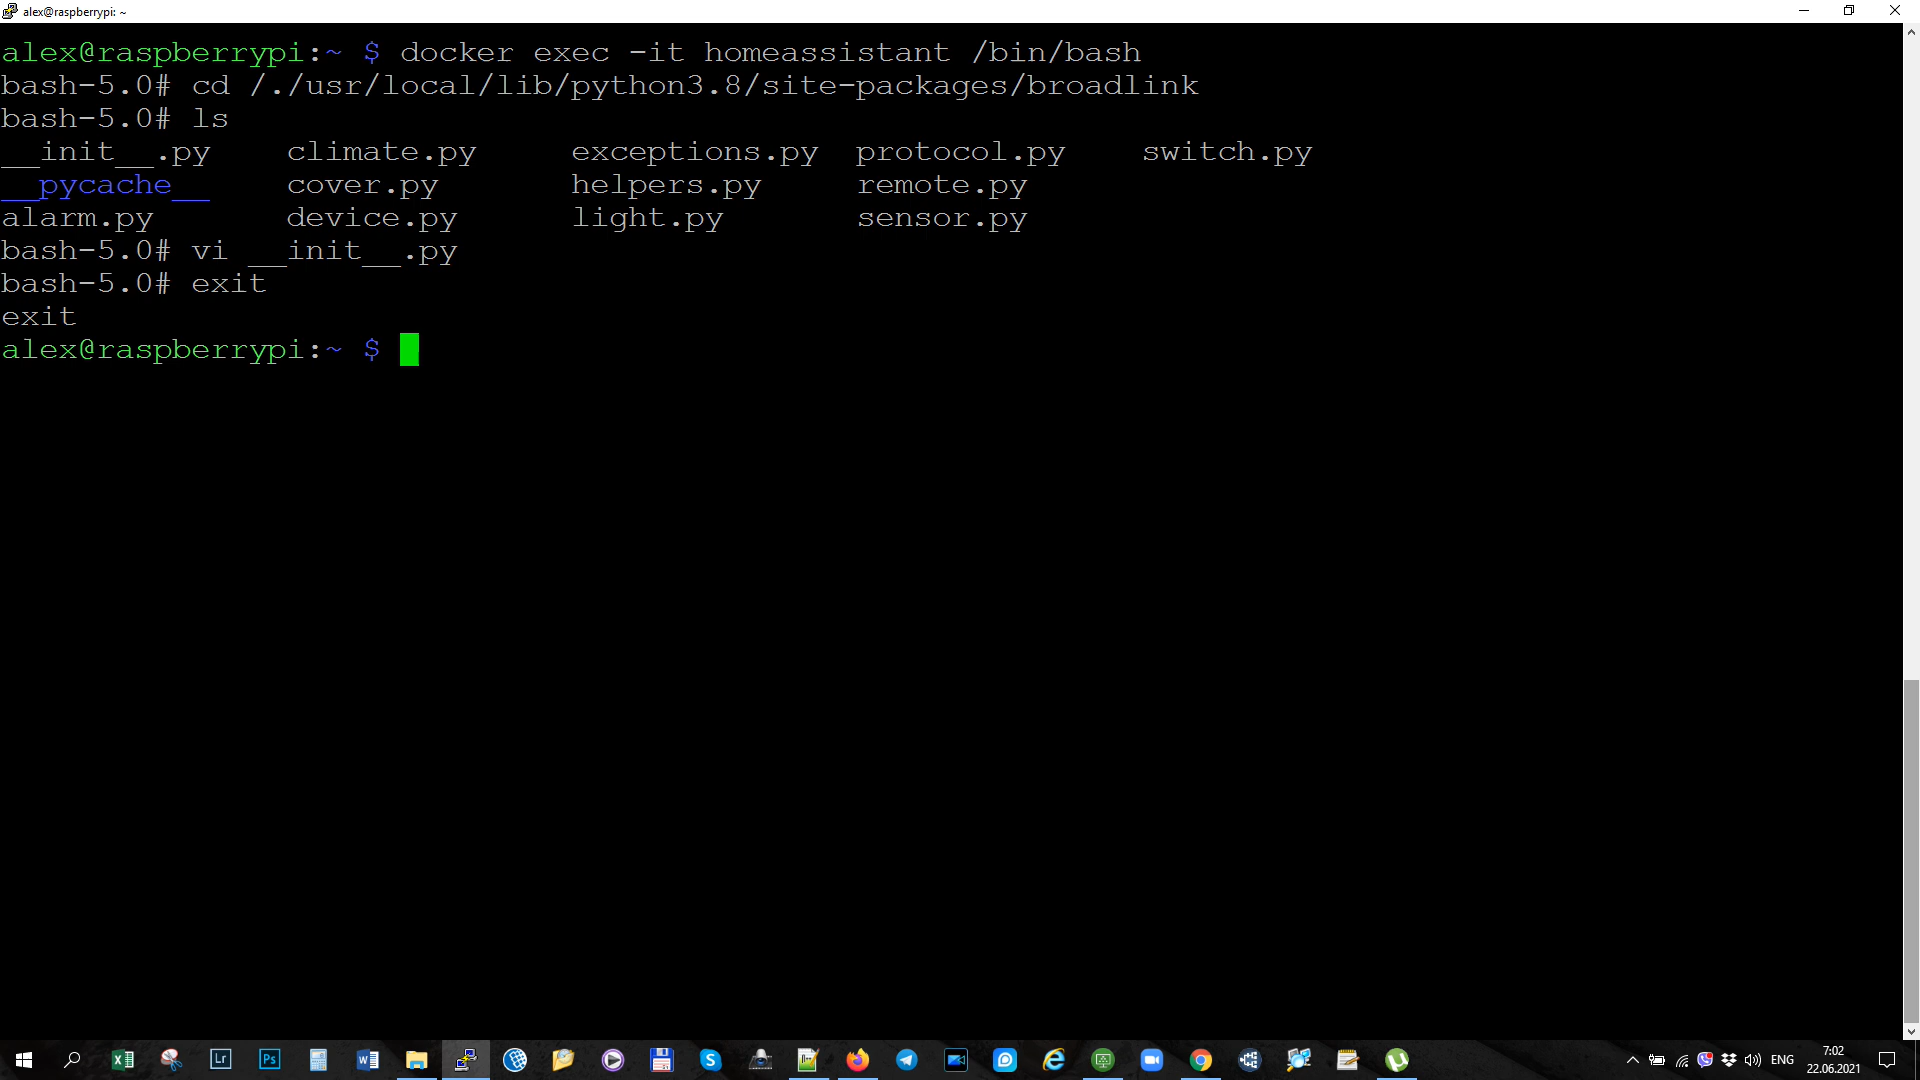 alex@raspberrypi: ~
alex@raspberrypi:~ $ docker exec -it homeassistant /bin/bash
bash-5.0# cd /./usr/local/lib/python3.8/site-packages/broadlink
bash-5.0# ls
__init__.py climate.py exceptions.py protocol.py switch.py
__pycache__ cover.py helpers.py remote.py
alarm.py device.py light.py sensor.py
bash-5.0# vi __init__.py
bash-5.0# exit
exit
alex@raspberrypi:~ $
Lr Ps ENG 7:02
22.06.2021